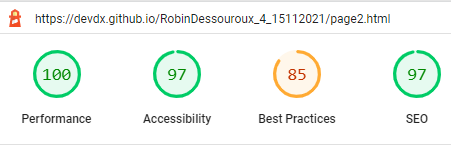 https://devdx.github.io/RobinDessouroux_4_15112021/page2.html
100 97 85 97
Performance Accessibility Best Practices SEO